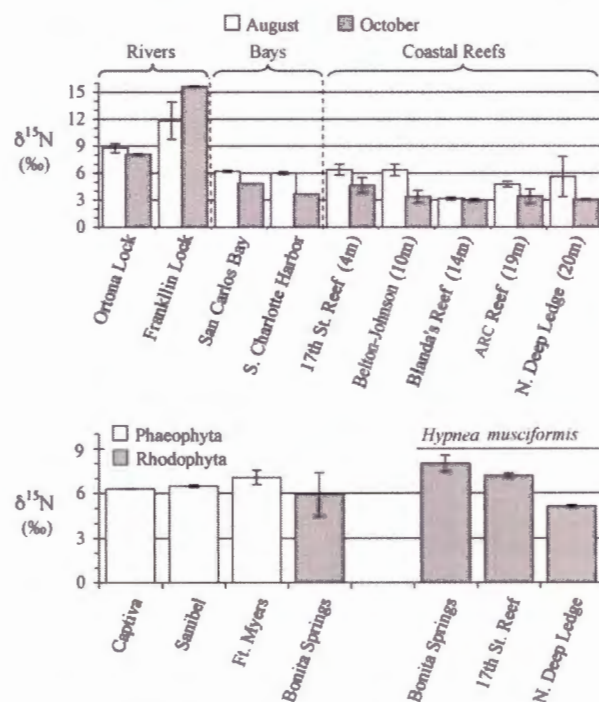 August October
Rivers Bays Coastal Reefs
δ¹⁵N
(‰)
15
12
9
6
3
0
Ortona Lock
Frankllin Lock
San Carlos Bay
S. Charlotte Harbor
17th St. Reef (4m)
Belton-Johnson (10m)
Blanda's Reef (14m)
ARC Reef (19m)
N. Deep Ledge (20m)
Phaeophyta
Rhodophyta
Hypnea musciformis
δ¹⁵N
(‰)
9
6
3
0
Captiva
Sanibel
Ft. Myers
Bonita Springs
Bonita Springs
17th St. Reef
N. Deep Ledge